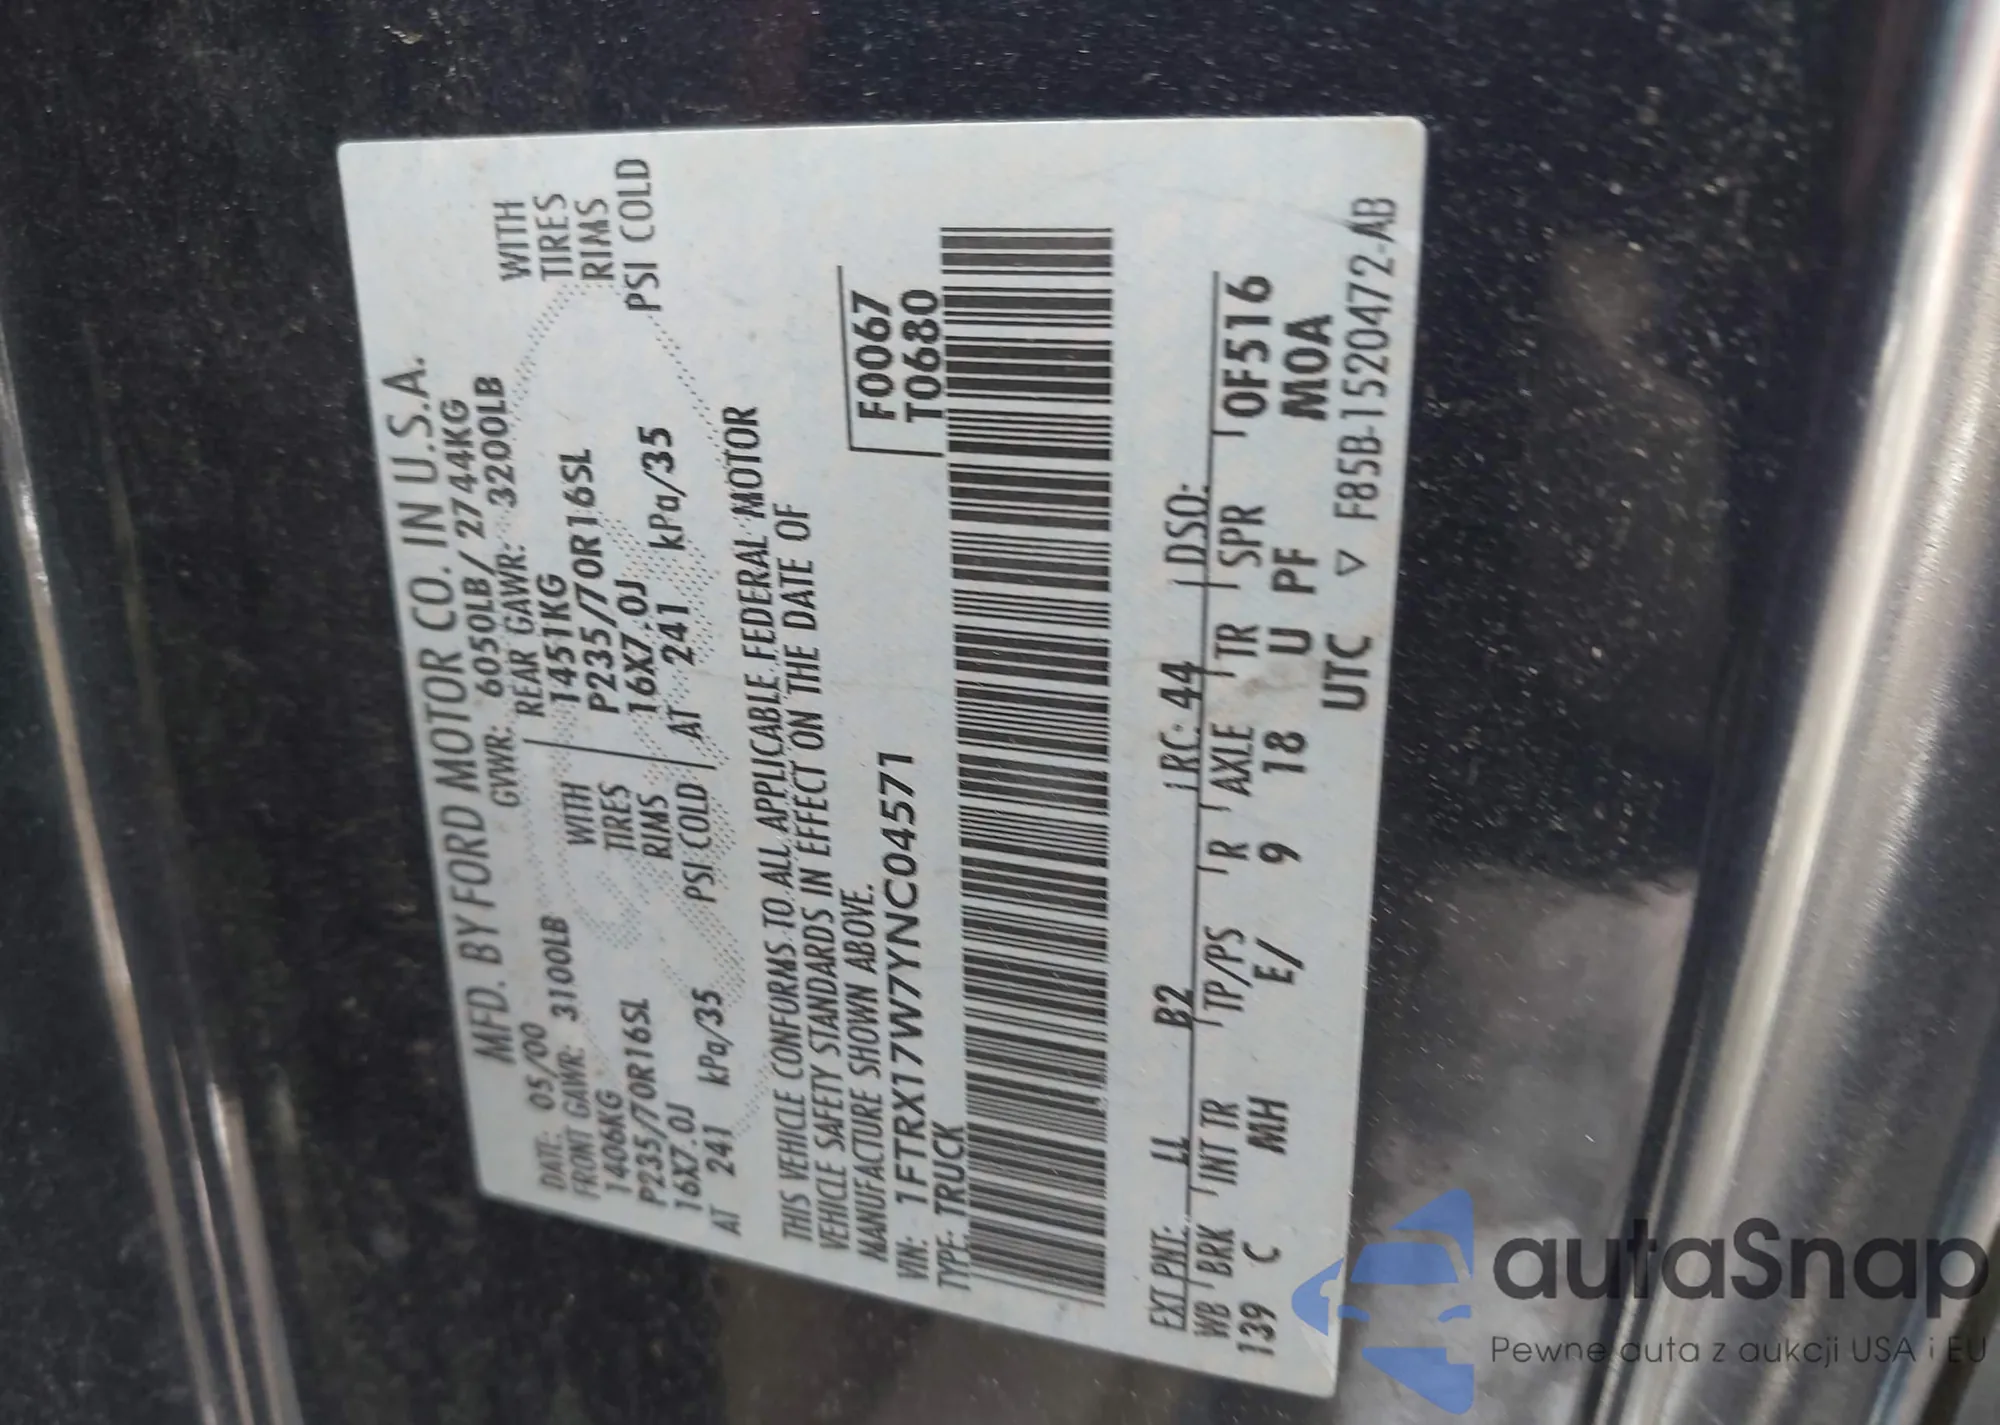 MFD. BY FORD MOTOR CO. IN U.S.A.
DATE: 05/00 GVWR: 6050LB/ 2744KG
FRONT GAWR: 3100LB REAR GAWR: 3200LB
1406KG WITH 1451KG WITH
P235/70R16SL TIRES P235/70R16SL TIRES
16X7.0J RIMS 16X7.0J RIMS
AT 241 kPa/35 PSI COLD AT 241 kPa/35 PSI COLD
THIS VEHICLE CONFORMS TO ALL APPLICABLE FEDERAL MOTOR
VEHICLE SAFETY STANDARDS IN EFFECT ON THE DATE OF
MANUFACTURE SHOWN ABOVE.
VIN: 1FTRX17W7YNC04571 F0067
TYPE: TRUCK T0680
EXT PNT: LL B2 RC: 44 DSO:
WB BRK INT TR TP/PS R AXLE TR SPR 0F516
139 C MH E/ 9 18 U U PF M0A
UTC ▽ F85B-1520472-AB
autaSnap
Pewne auta z aukcji USA i EU